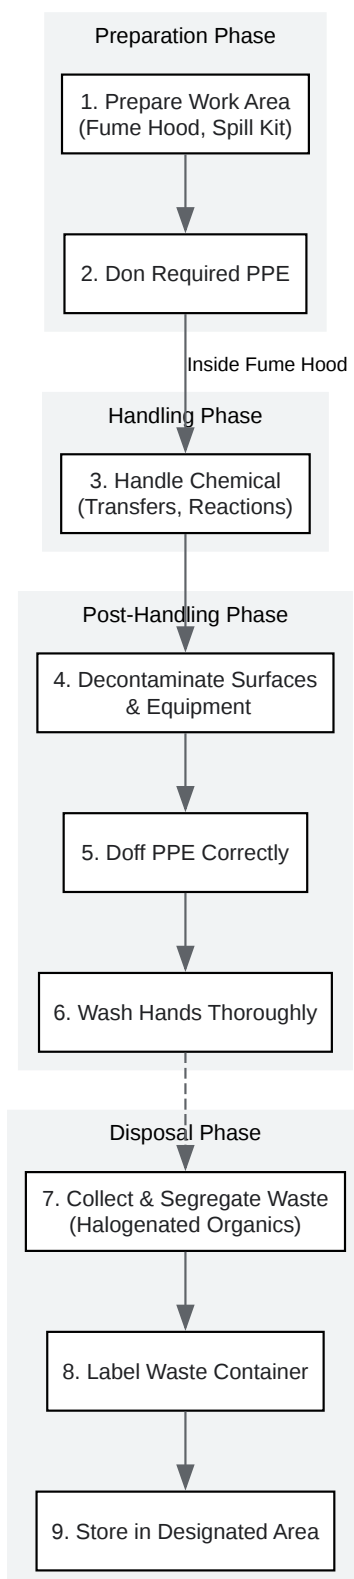 Preparation Phase
1. Prepare Work Area
(Fume Hood, Spill Kit)
2. Don Required PPE
Inside Fume Hood
Handling Phase
3. Handle Chemical
(Transfers, Reactions)
Post-Handling Phase
4. Decontaminate Surfaces
& Equipment
5. Doff PPE Correctly
6. Wash Hands Thoroughly
Disposal Phase
7. Collect & Segregate Waste
(Halogenated Organics)
8. Label Waste Container
9. Store in Designated Area